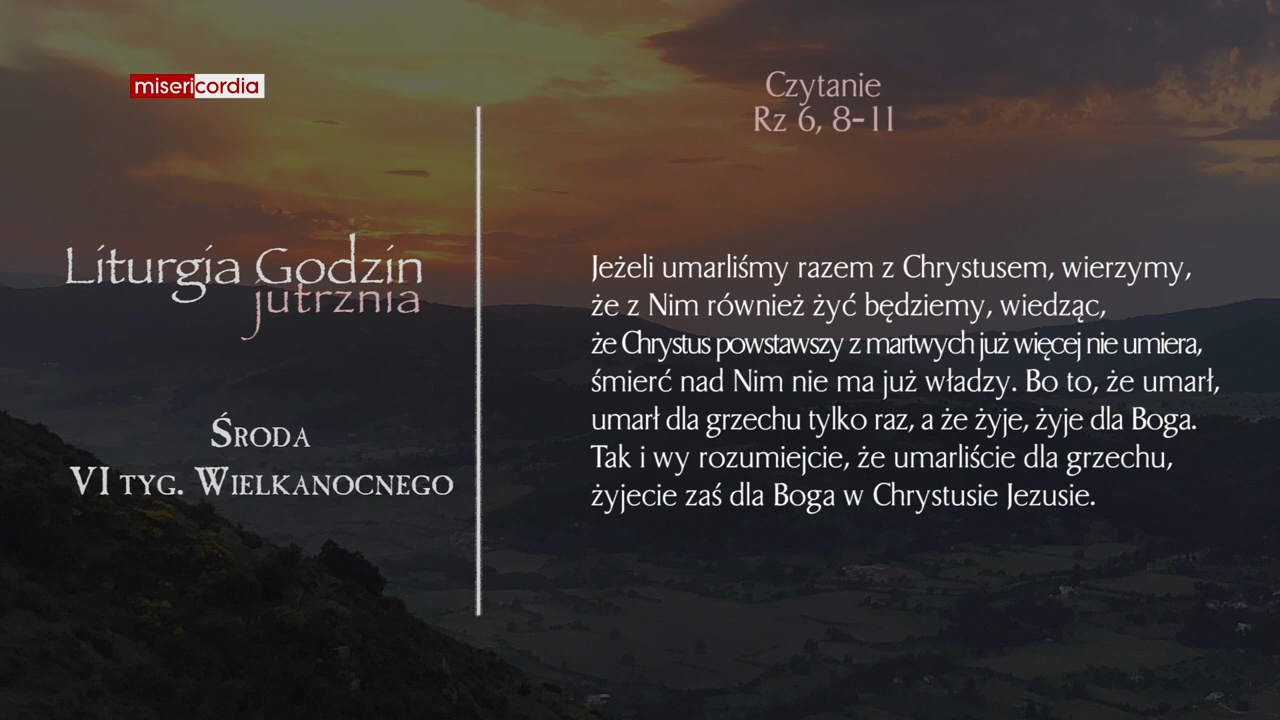 misericordia
Liturgia Godzin
jutrznia
Środa
VI tyg. Wielkanocnego
Czytanie
Rz 6, 8-11
Jeżeli umarliśmy razem z Chrystusem, wierzymy,
że z Nim również żyć będziemy, wiedząc,
że Chrystus powstawszy z martwych już więcej nie umiera,
śmierć nad Nim nie ma już władzy. Bo to, że umarł,
umarł dla grzechu tylko raz, a że żyje, żyje dla Boga.
Tak i wy rozumiejcie, że umarliście dla grzechu,
żyjecie zaś dla Boga w Chrystusie Jezusie.